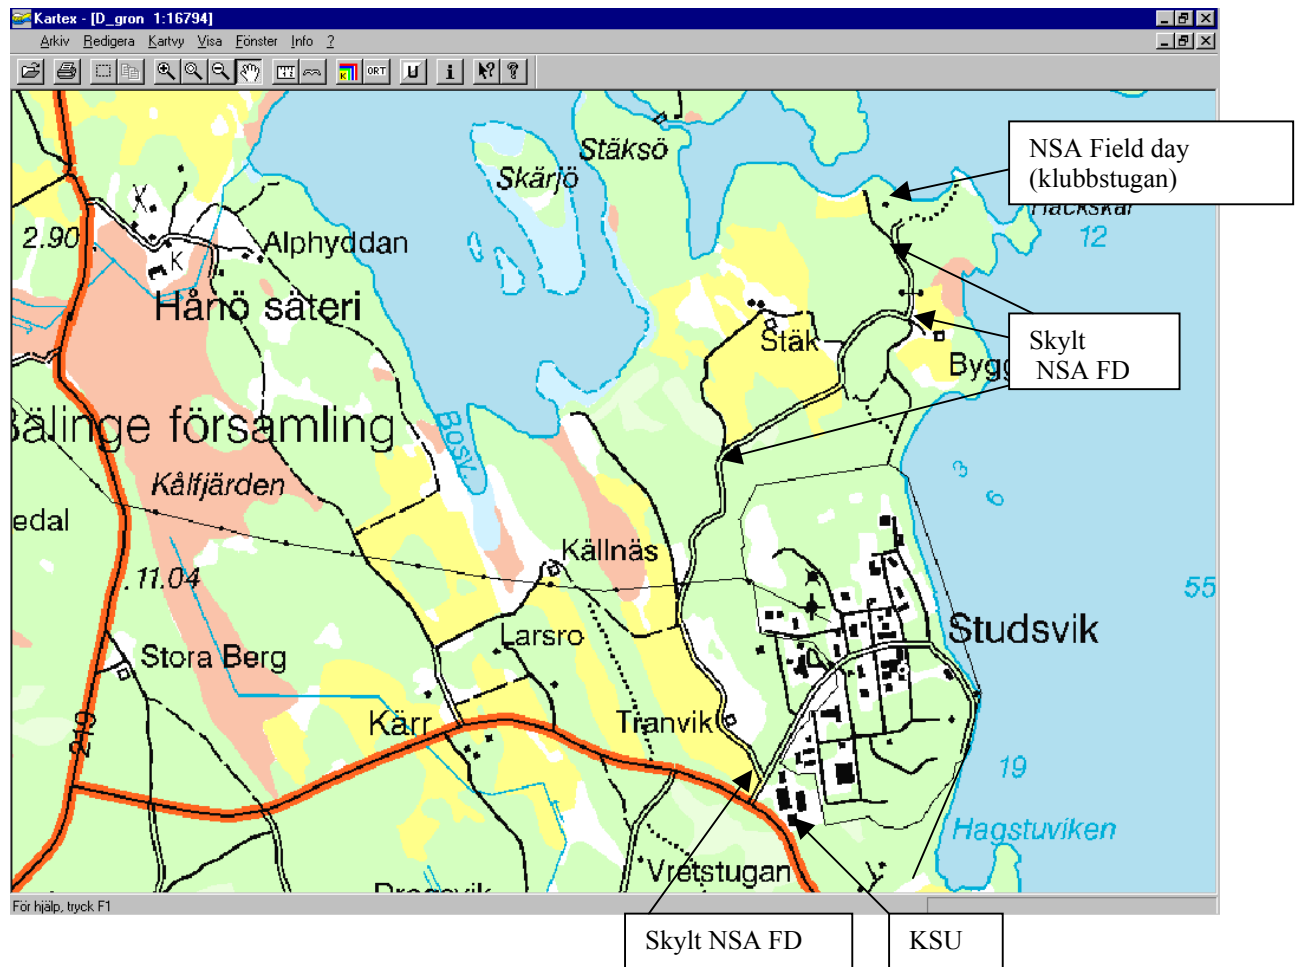 Kartex - [D_gron 1:16794]
Arkiv Redigera Kartvy Visa Fönster Info ?
K ORT U i ? ?
NSA Field day
(klubbstugan)
Stäksö
Skärjö
Hackskär
12
2.90
K
Alphyddan
Hånö säteri
Skylt
NSA FD
Stäk
Bygg
Bälinge församling
Bosv.
Kålfjärden
3
6
edal
Källnäs
.11.04
55
Studsvik
Larsro
Stora Berg
Kärr
Tranvik
219
19
Hagstuviken
Vretstugan
För hjälp, tryck F1
Skylt NSA FD
KSU